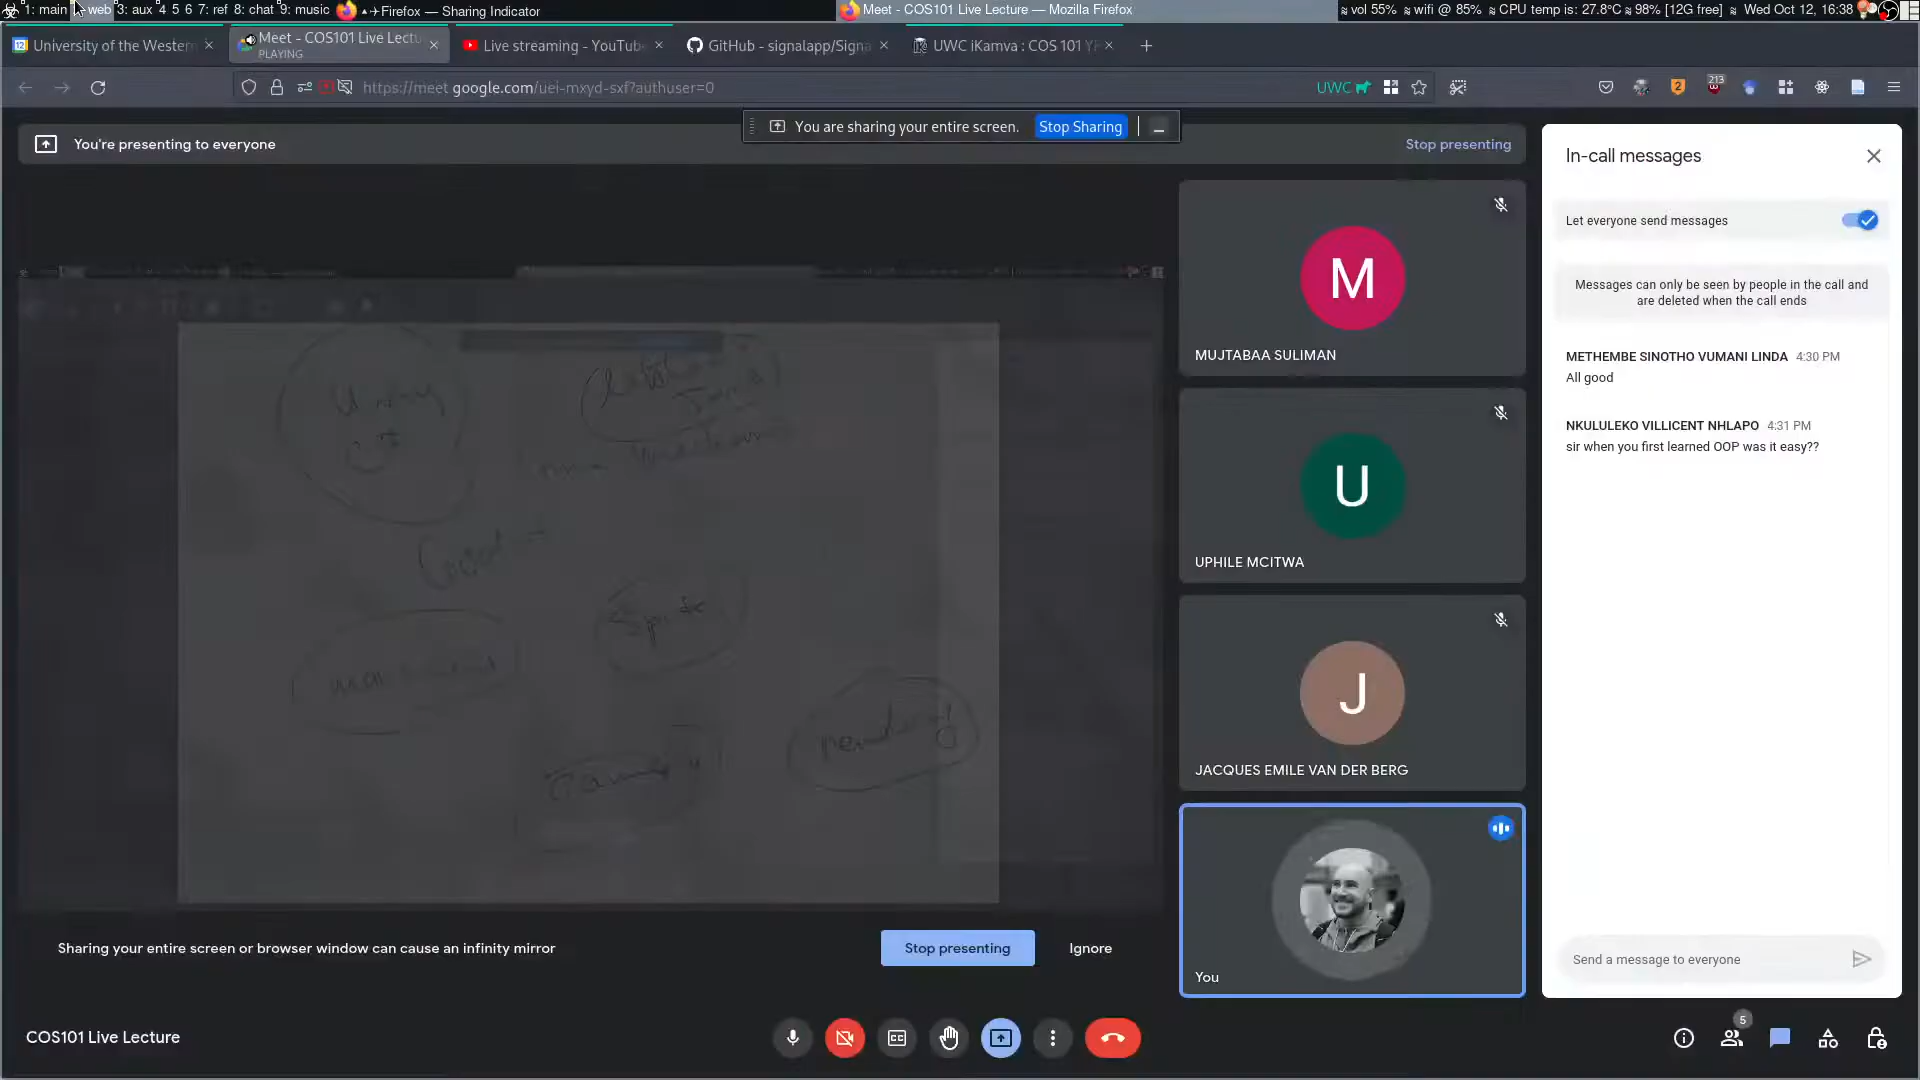 1: main
web
3: aux
4
5
6
7: ref
8: chat
9: music
Firefox — Sharing Indicator
Meet - COS101 Live Lecture — Mozilla Firefox
vol 55%
wifi @ 85%
CPU temp is: 27.8°C
98% [12G free]
Wed Oct 12, 16:38
University of the Wester
Meet - COS101 Live Lectu
PLAYING
Live streaming - YouTube
GitHub - signalapp/Signa
UWC iKamva : COS 101 YR
https://meet.google.com/uei-mxyd-sxf?authuser=0
UWC
2
213
You are sharing your entire screen.
Stop Sharing
You're presenting to everyone
Stop presenting
MUJTABAA SULIMAN
M
UPHILE MCITWA
U
JACQUES EMILE VAN DER BERG
J
You
In-call messages
Let everyone send messages
Messages can only be seen by people in the call and
are deleted when the call ends
METHEMBE SINOTHO VUMANI LINDA 4:30 PM
All good
NKULULEKO VILLICENT NHLAPO 4:31 PM
sir when you first learned OOP was it easy??
Send a message to everyone
Sharing your entire screen or browser window can cause an infinity mirror
Stop presenting
Ignore
COS101 Live Lecture
5